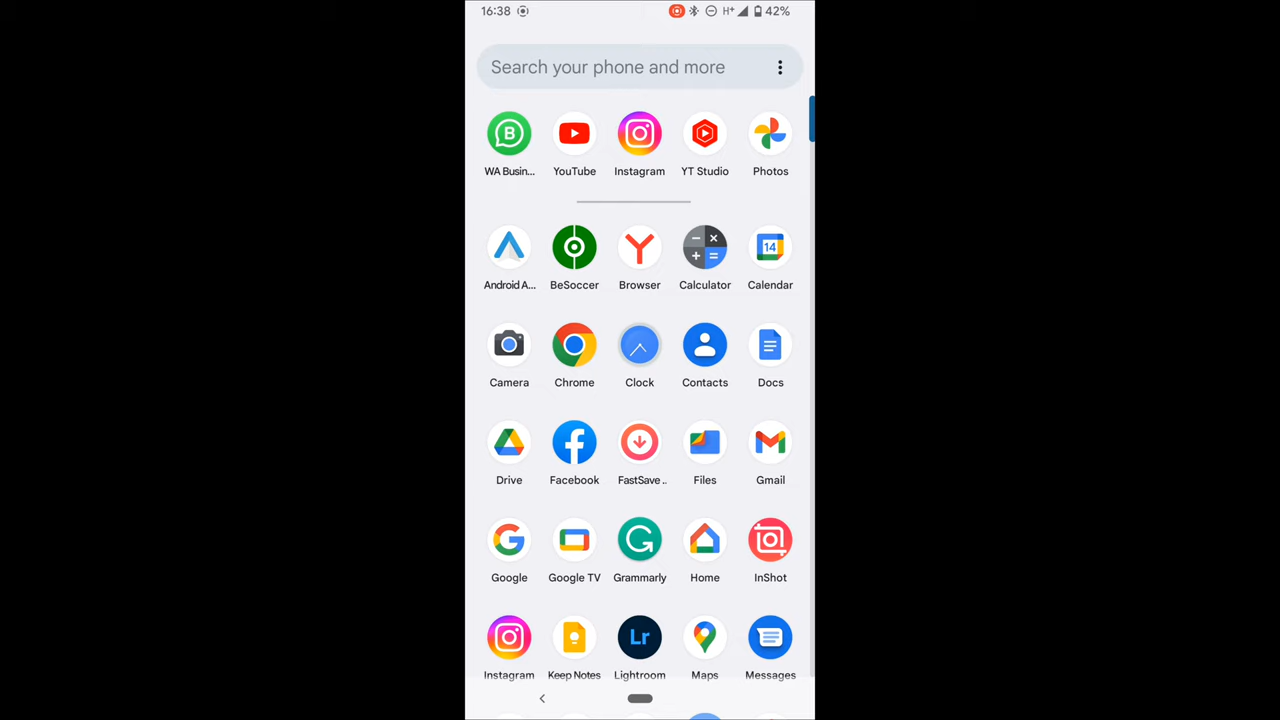 16:38 H+ 42%
Search your phone and more
B
WA Busin... YouTube Instagram YT Studio Photos
14
Android A... BeSoccer Browser Calculator Calendar
Camera Chrome Clock Contacts Docs
Drive Facebook FastSave .. Files Gmail
Google Google TV Grammarly Home InShot
Lr
Instagram Keep Notes Lightroom Maps Messages